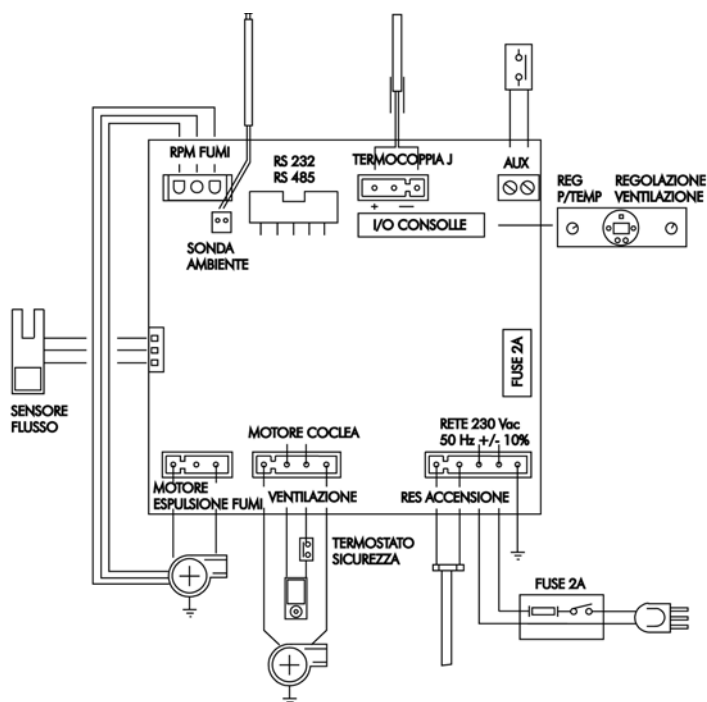 RPM FUMI
RS 232
RS 485
TERMOCOPPIA J
AUX
REG
P/TEMP
REGOLAZIONE
VENTILAZIONE
+ —
I/O CONSOLLE
SONDA
AMBIENTE
FUSE 2A
SENSORE
FLUSSO
MOTORE COCLEA
RETE 230 Vac
50 Hz +/- 10%
MOTORE
ESPULSIONE FUMI
VENTILAZIONE
RES ACCENSIONE
TERMOSTATO
SICUREZZA
FUSE 2A